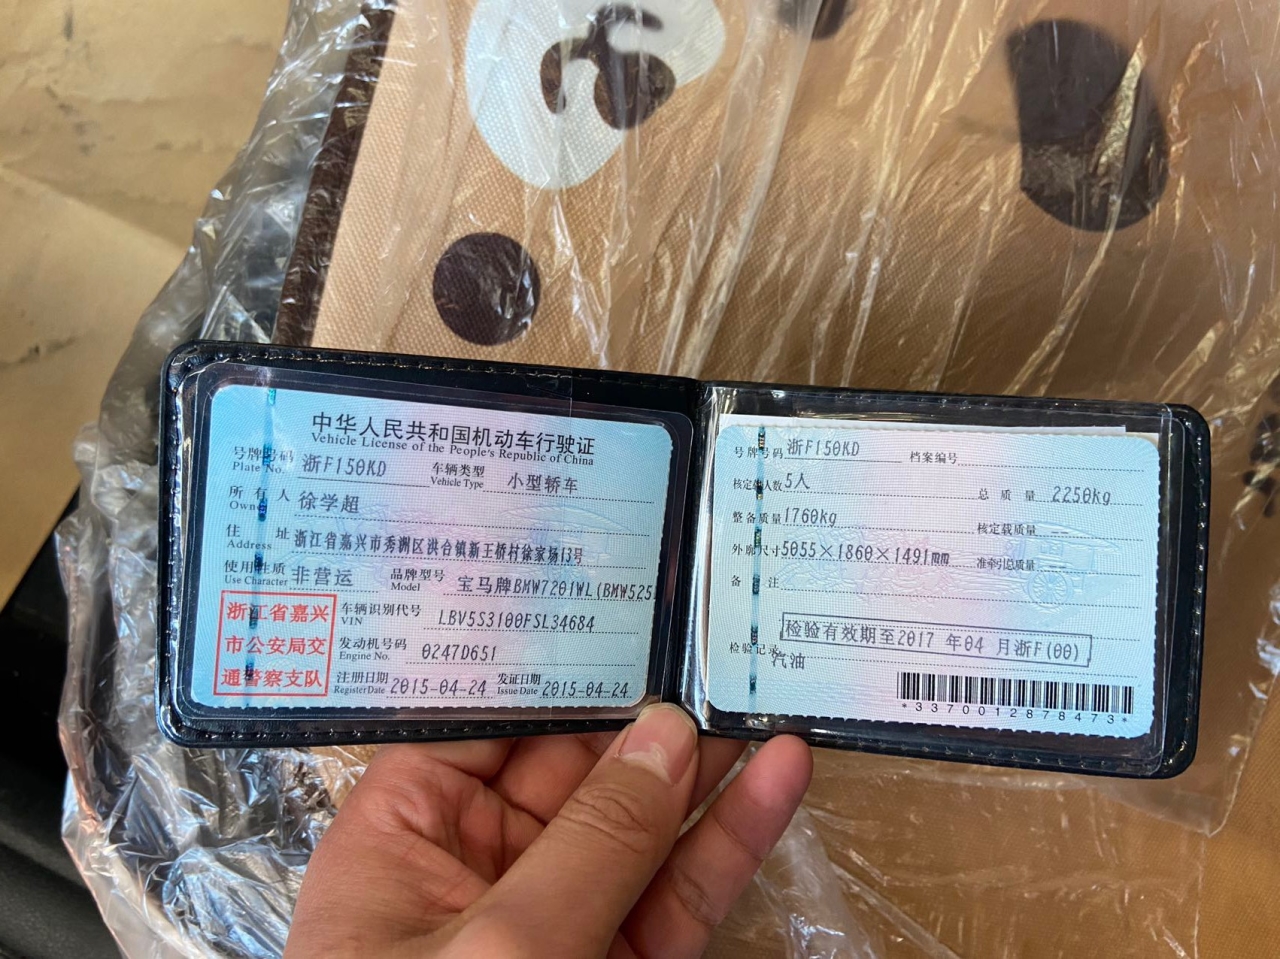 中华人民共和国机动车行驶证
Vehicle License of the People's Republic of China
号牌号码 浙F150KD 车辆类型 小型轿车
Plate No. Vehicle Type
所有人 徐学超
Owner
住址 浙江省嘉兴市秀洲区洪合镇新王桥村徐家场13号
Address
使用性质 非营运 品牌型号 宝马牌BMW7201WL(BMW525
Use Character Model
浙江省嘉兴
市公安局交
通警察支队
车辆识别代号 LBV5S3100FSL34684
VIN
发动机号码 0247D651
Engine No.
注册日期 2015-04-24 发证日期 2015-04-24
Register Date Issue Date
号牌号码 浙F150KD 档案编号
核定载人数 5人 总质量 2250kg
整备质量 1760kg 核定载质量
外廓尺寸 5055×1860×1491mm 准牵引总质量
备注
检验有效期至2017 年04 月浙F(00)
检验记录
汽油
*3370012878473*